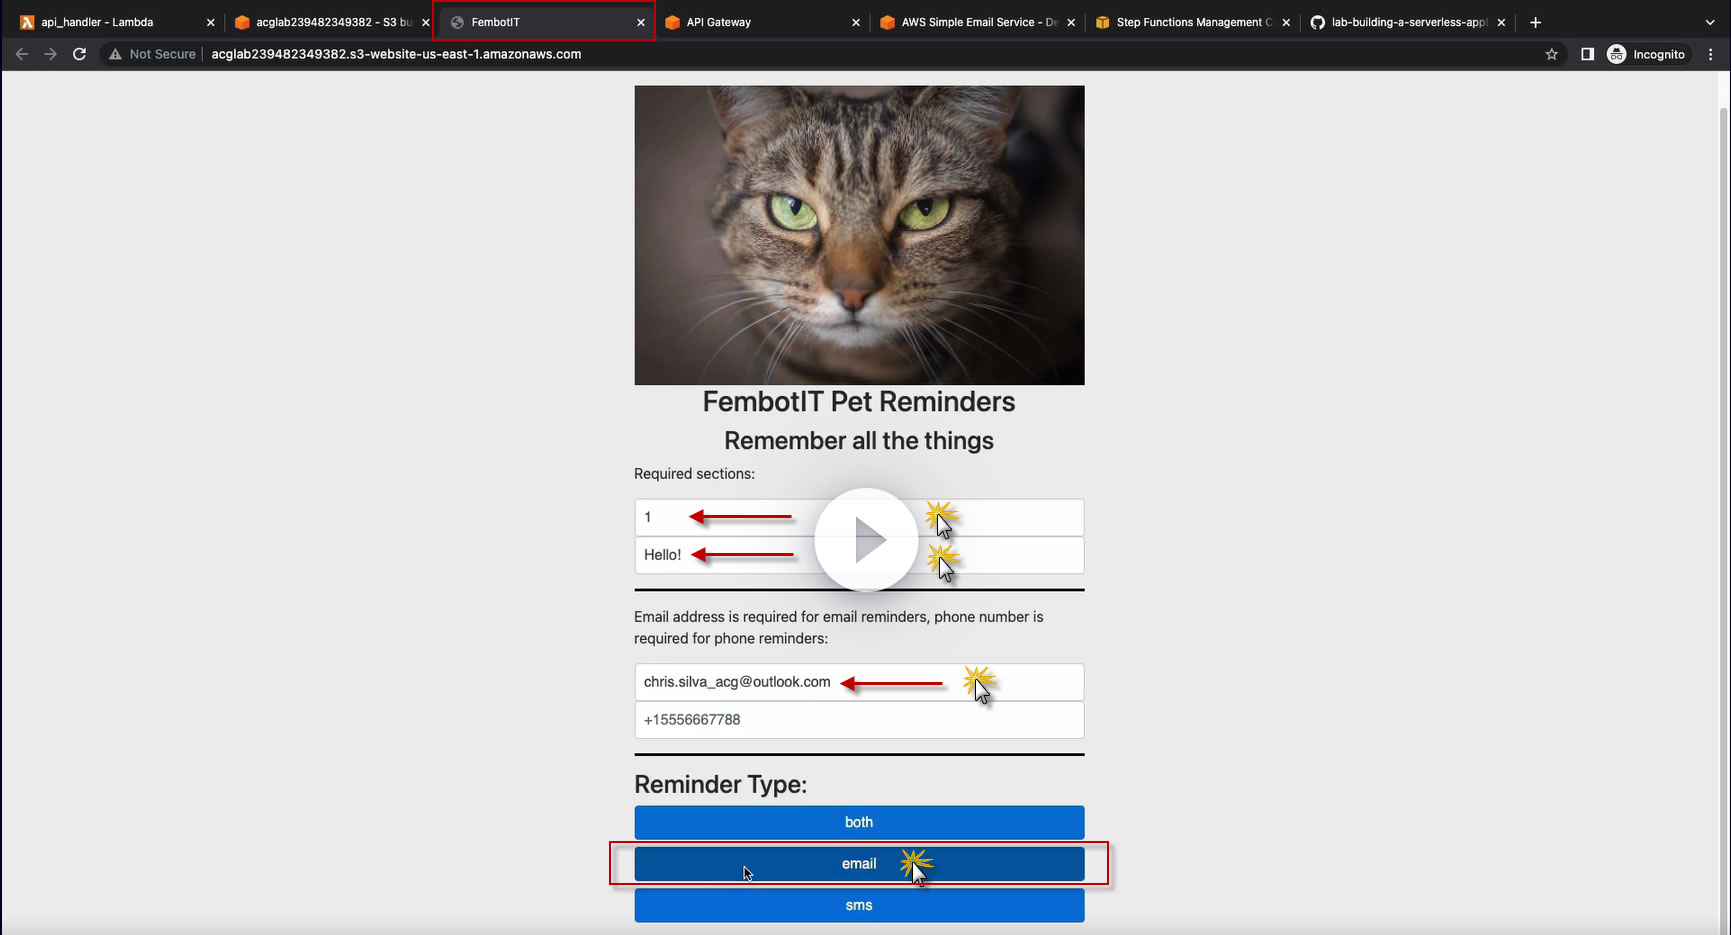 api_handler - Lambda
acglab239482349382 - S3 bu
FembotIT
API Gateway
AWS Simple Email Service - De
Step Functions Management C
lab-building-a-serverless-appl
Not Secure
acglab239482349382.s3-website-us-east-1.amazonaws.com
Incognito
FembotIT Pet Reminders
Remember all the things
Required sections:
1
Hello!
Email address is required for email reminders, phone number is
required for phone reminders:
chris.silva_acg@outlook.com
+15556667788
Reminder Type:
both
email
sms